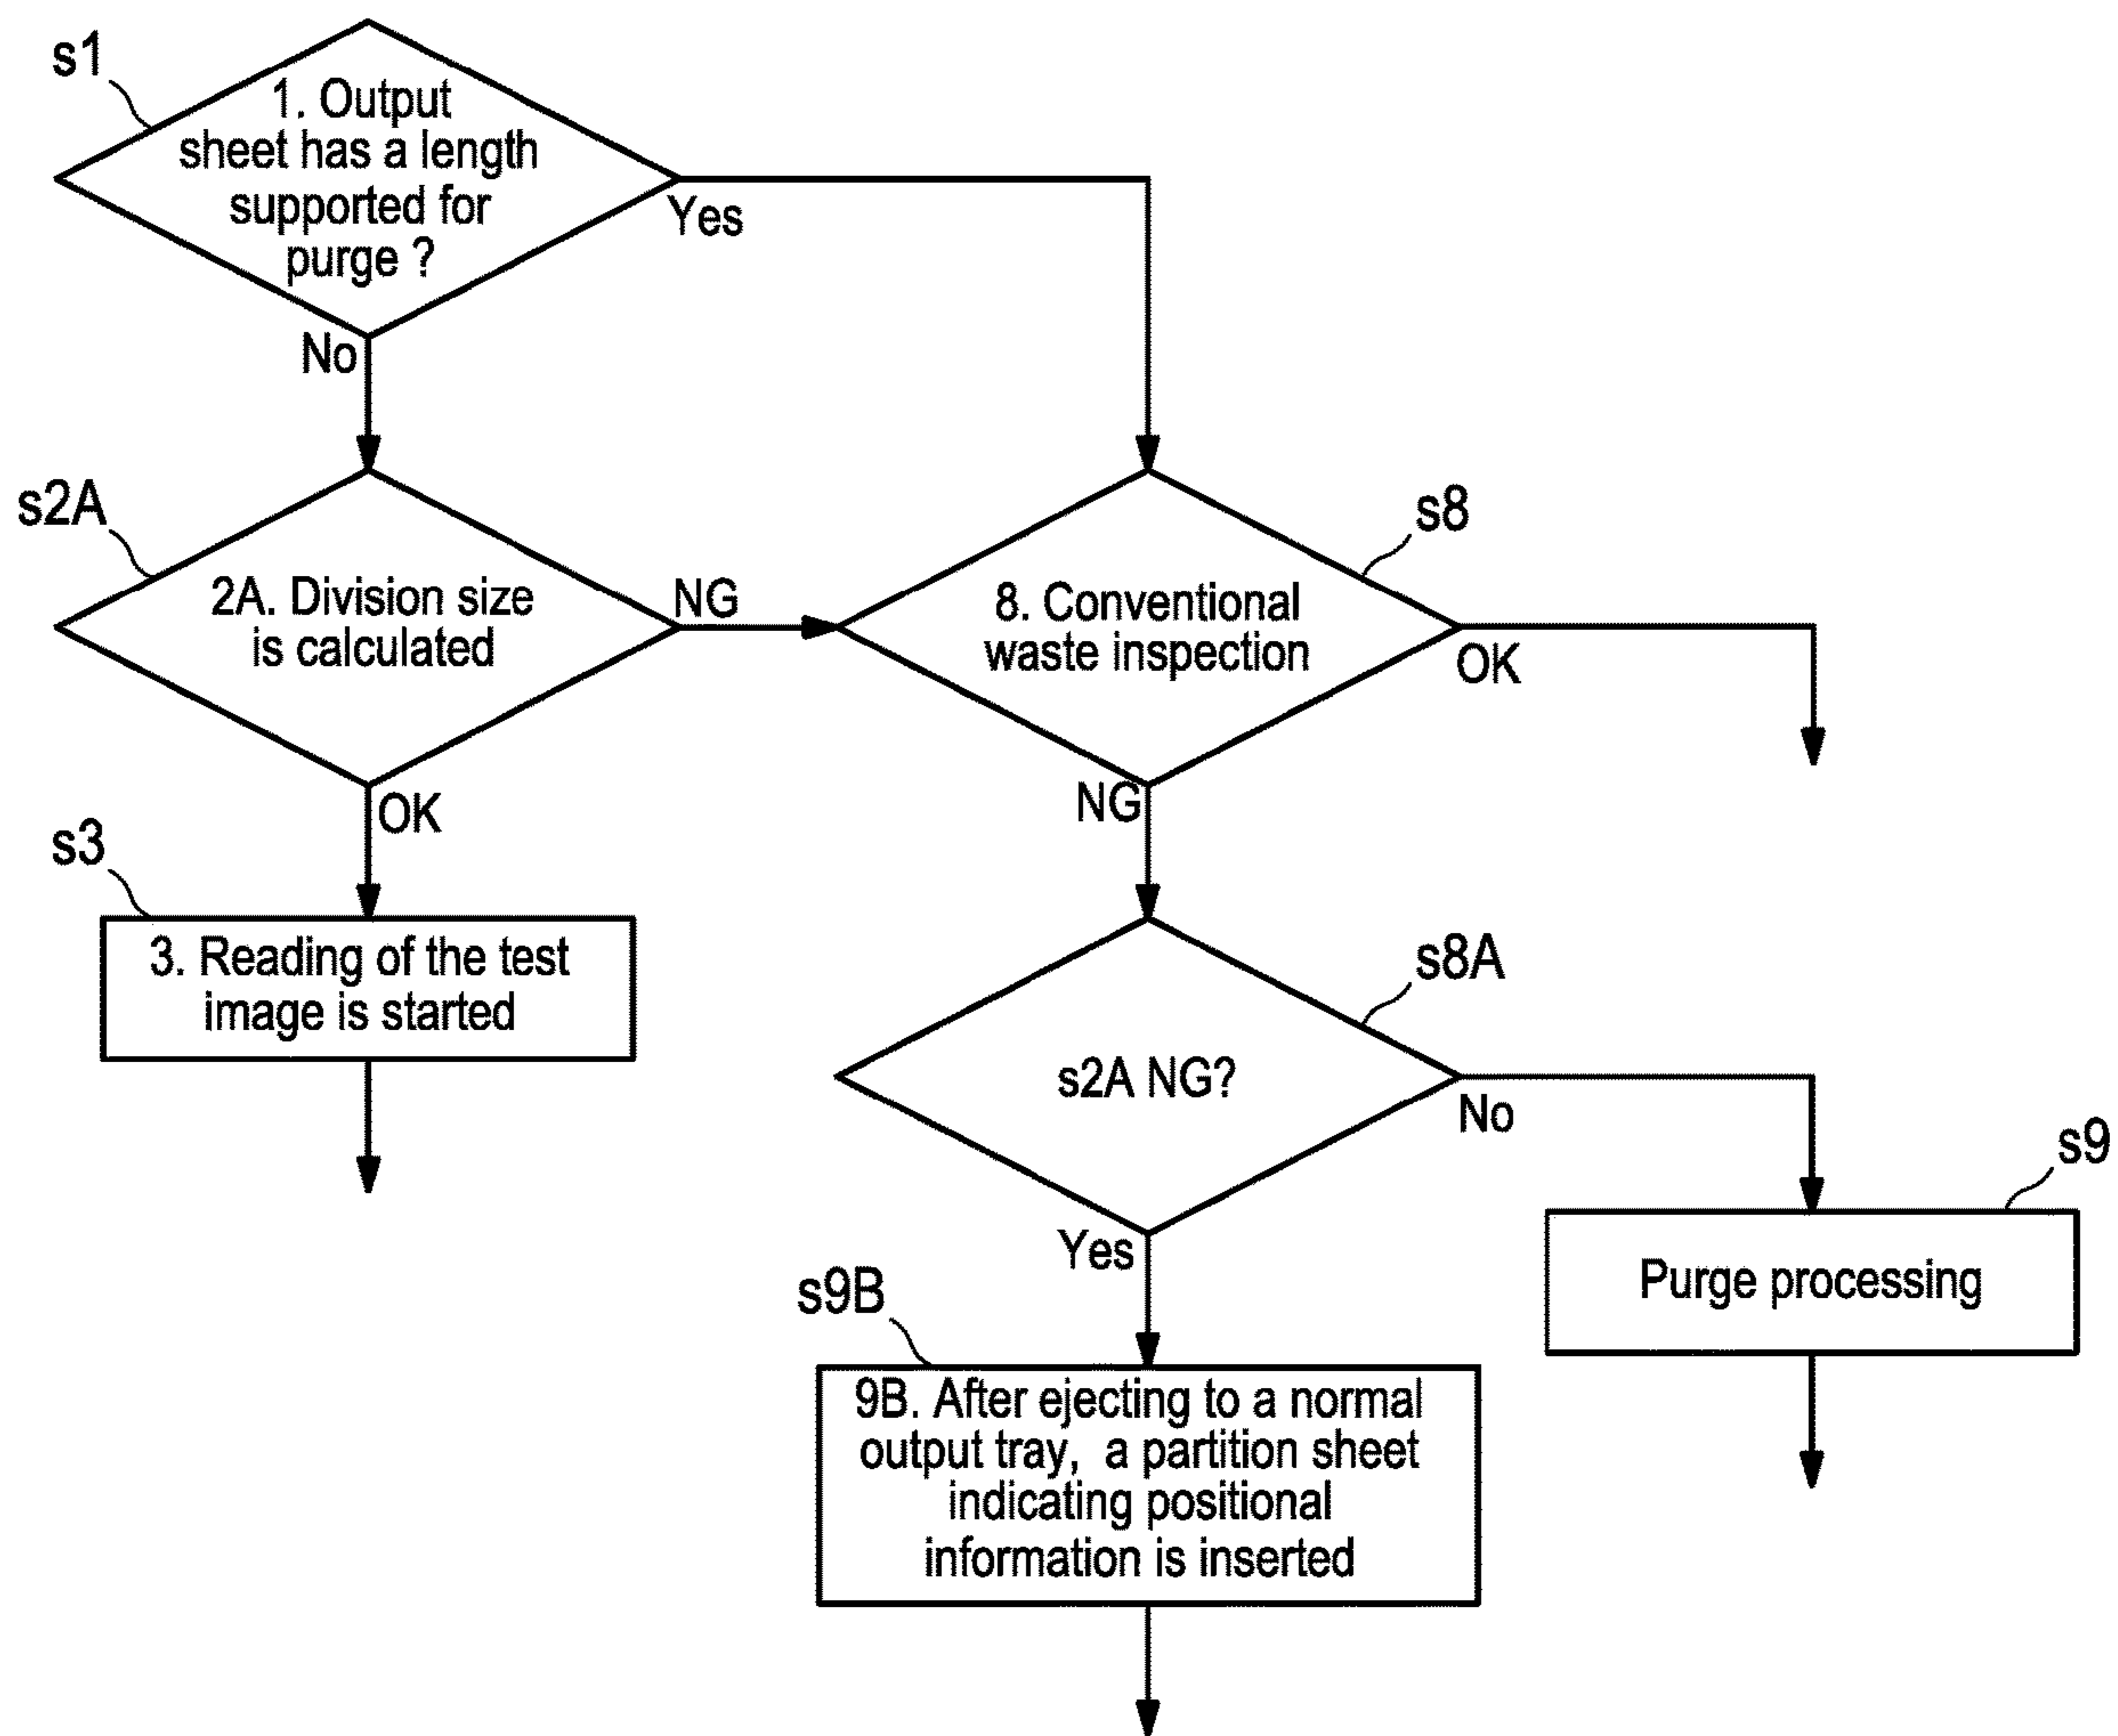 s1
1. Output
sheet has a length
supported for
purge ?
Yes
No
s2A
2A. Division size
is calculated
NG
OK
s8
8. Conventional
waste inspection
OK
NG
s3
3. Reading of the test
image is started
s8A
s2A NG?
No
Yes
s9
Purge processing
s9B
9B. After ejecting to a normal
output tray, a partition sheet
indicating positional
information is inserted